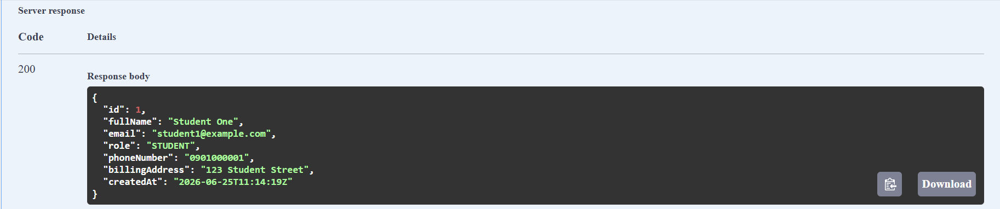 Server response
Code Details
200
Response body
{
  "id": 1,
  "fullName": "Student One",
  "email": "student1@example.com",
  "role": "STUDENT",
  "phoneNumber": "0901000001",
  "billingAddress": "123 Student Street",
  "createdAt": "2026-06-25T11:14:19Z"
}
Download